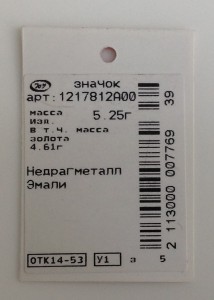 значок
арт:1217812А00
масса
Изд. 5.25г
в т.ч. масса
золота
4.61г
Недрагметалл
Эмали
ОТК14-53 У1 з 5
2 113000 007769 39